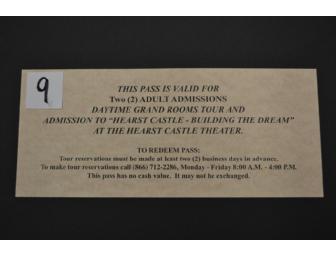 9
THIS PASS IS VALID FOR
Two (2) ADULT ADMISSIONS
DAYTIME GRAND ROOMS TOUR AND
ADMISSION TO "HEARST CASTLE - BUILDING THE DREAM"
AT THE HEARST CASTLE THEATER.
TO REDEEM PASS:
Tour reservations must be made at least two (2) business days in advance.
To make tour reservations call (866) 712-2286, Monday - Friday 8:00 A.M. - 4:00 P.M.
This pass has no cash value. It may not be exchanged.